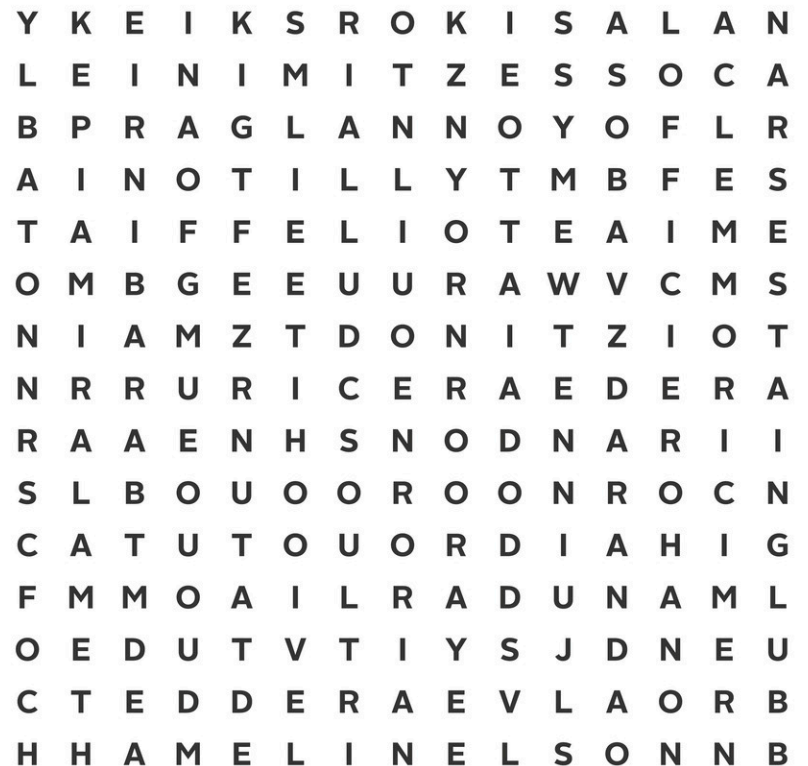 Y K E I K S R O K I S A L A N
L E I N I M I T Z E S S O C A
B P R A G L A N N O Y O F L R
A I N O T I L L Y T M B F E S
T A I F F E L I O T E A I M E
O M B G E E U U R A W V C M S
N I A M Z T D O N I T Z I O T
N R R U R I C E R A E D E R A
R A A E N H S N O D N A R I I
S L B O U O O R O O N R O C N
C A T U T O U O R D I A H I G
F M M O A I L R A D U N A M L
O E D U T V T I Y S J D N E U
C T E D D E R A E V L A O R B
H H A M E L I N E L S O N N B